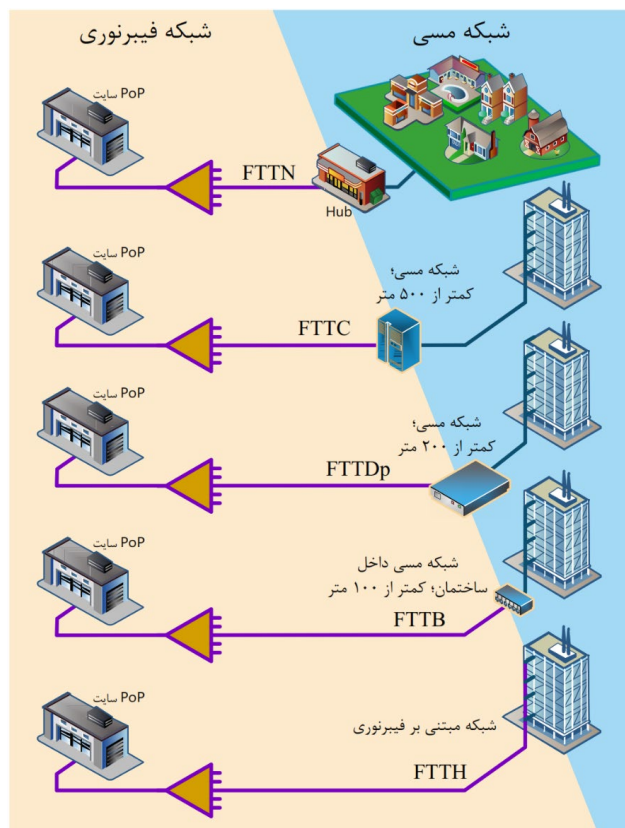 شبکه مسی
شبکه فیبرنوری
سایت PoP
FTTN
Hub
شبکه مسی؛
کمتر از ۵۰۰ متر
سایت PoP
FTTC
شبکه مسی؛
کمتر از ۲۰۰ متر
سایت PoP
FTTDp
شبکه مسی داخل
ساختمان؛ کمتر از ۱۰۰ متر
سایت PoP
FTTB
سایت PoP
شبکه مبتنی بر فیبرنوری
FTTH